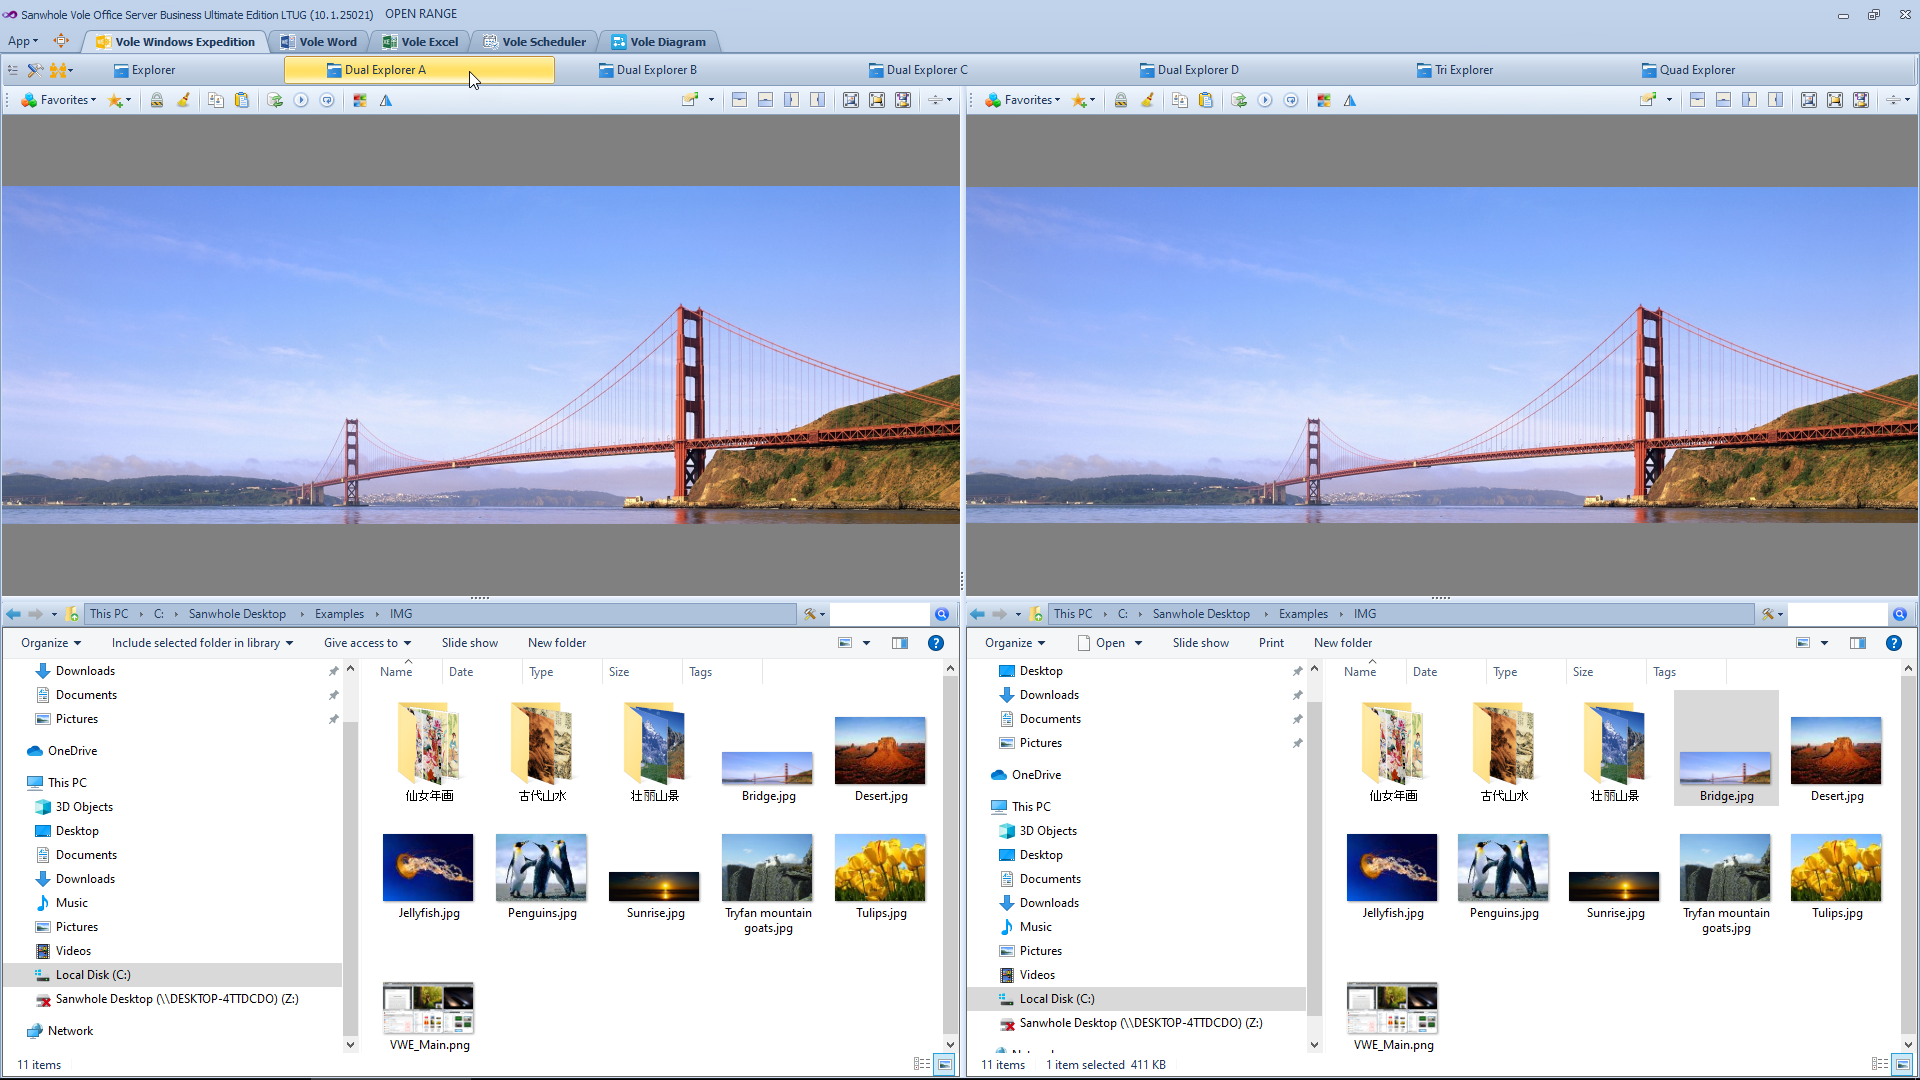 Sanwhole Vole Office Server Business Ultimate Edition LTUG (10.1.25021) OPEN RANGE
App Vole Windows Expedition Vole Word Vole Excel Vole Scheduler Vole Diagram
Explorer Dual Explorer A Dual Explorer B Dual Explorer C Dual Explorer D Tri Explorer Quad Explorer
Favorites
Favorites
This PC C: Sanwhole Desktop Examples IMG
Organize Include selected folder in library Give access to Slide show New folder
Name Date Type Size Tags
Downloads
Documents
Pictures
OneDrive
This PC
3D Objects
Desktop
Documents
Downloads
Music
Pictures
Videos
Local Disk (C:)
Sanwhole Desktop (\\DESKTOP-4TTDCDO) (Z:)
Network
仙女年画 古代山水 壮丽山景 Bridge.jpg Desert.jpg
Jellyfish.jpg Penguins.jpg Sunrise.jpg Tryfan mountain goats.jpg Tulips.jpg
VWE_Main.png
11 items
This PC C: Sanwhole Desktop Examples IMG
Organize Open Slide show Print New folder
Name Date Type Size Tags
Desktop
Downloads
Documents
Pictures
OneDrive
This PC
3D Objects
Desktop
Documents
Downloads
Music
Pictures
Videos
Local Disk (C:)
Sanwhole Desktop (\\DESKTOP-4TTDCDO) (Z:)
仙女年画 古代山水 壮丽山景 Bridge.jpg Desert.jpg
Jellyfish.jpg Penguins.jpg Sunrise.jpg Tryfan mountain goats.jpg Tulips.jpg
VWE_Main.png
11 items 1 item selected 411 KB